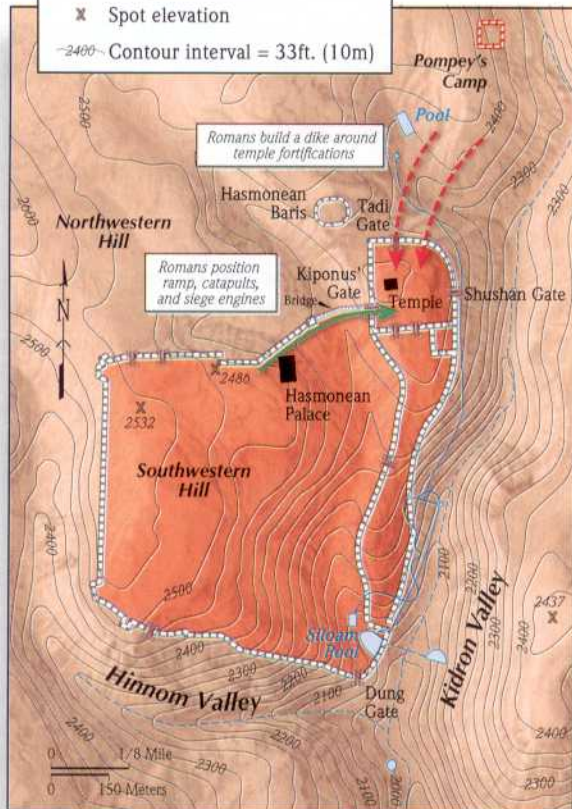 Spot elevation
2400 Contour interval = 33ft. (10m)
Pompey's
Camp
Pool
2400
2500
Romans build a dike around
temple fortifications
2300
2300
2600
Hasmonean
Baris
Tadi
Gate
Northwestern
Hill
Romans position
ramp, catapults,
and siege engines
Kiponus'
Gate
Bridge
Temple
Shushan Gate
N
2500
2486
Hasmonean
Palace
2532
Southwestern
Hill
2400
2500
2100
2200
2300
2400
2437
Kidron Valley
Siloam
Pool
2400
2300
2200
2100
Hinnom Valley
Dung
Gate
2200
2400
2300
2100
2000
2400
2300
0 1/8 Mile
0 150 Meters